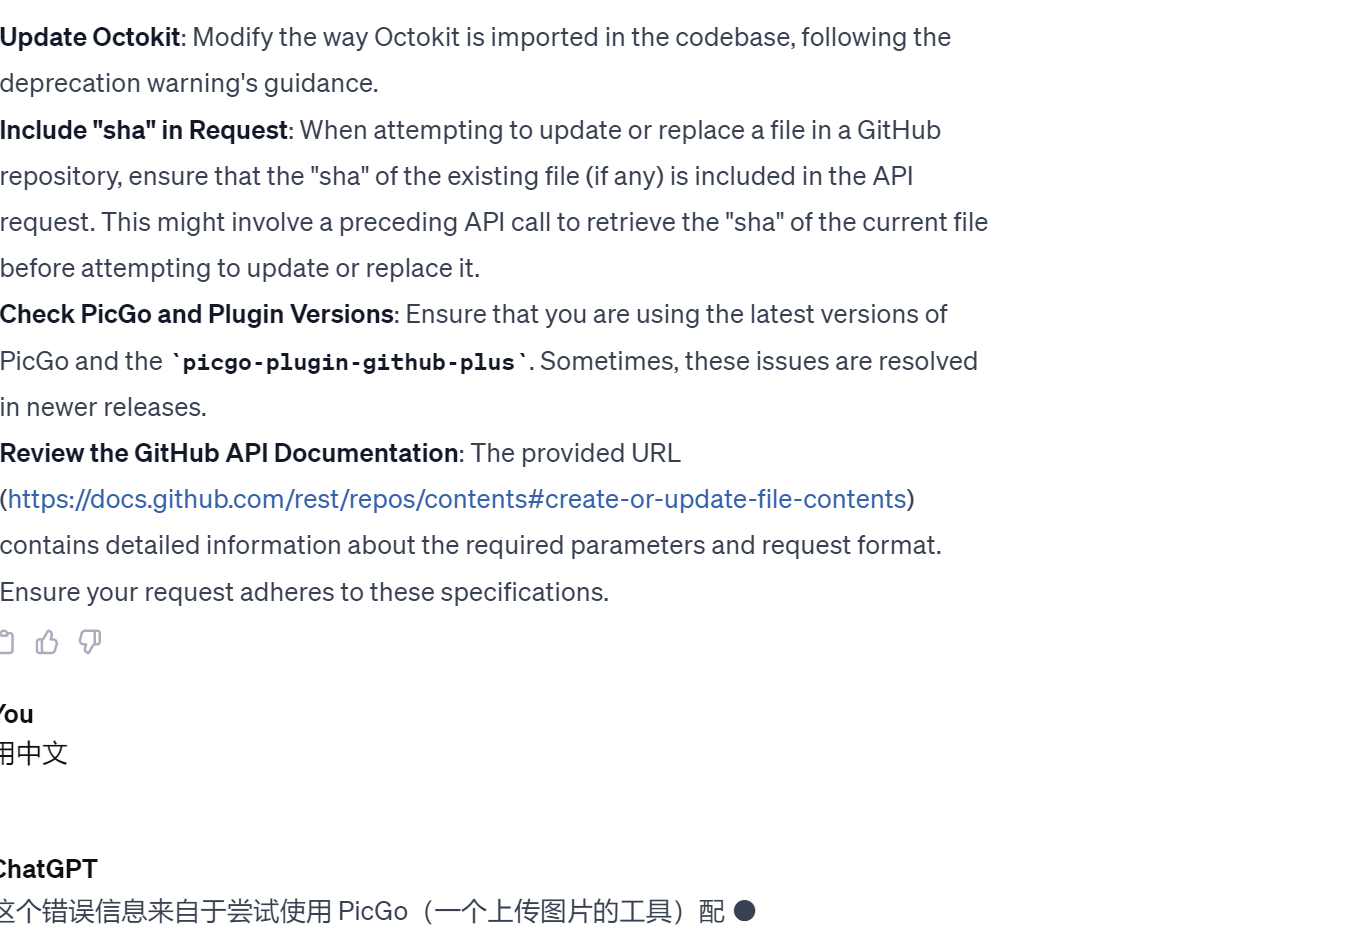 Update Octokit: Modify the way Octokit is imported in the codebase, following the
deprecation warning's guidance.
Include "sha" in Request: When attempting to update or replace a file in a GitHub
repository, ensure that the "sha" of the existing file (if any) is included in the API
request. This might involve a preceding API call to retrieve the "sha" of the current file
before attempting to update or replace it.
Check PicGo and Plugin Versions: Ensure that you are using the latest versions of
PicGo and the `picgo-plugin-github-plus`. Sometimes, these issues are resolved
in newer releases.
Review the GitHub API Documentation: The provided URL
(https://docs.github.com/rest/repos/contents#create-or-update-file-contents)
contains detailed information about the required parameters and request format.
Ensure your request adheres to these specifications.
You
用中文
ChatGPT
这个错误信息来自于尝试使用 PicGo（一个上传图片的工具）配